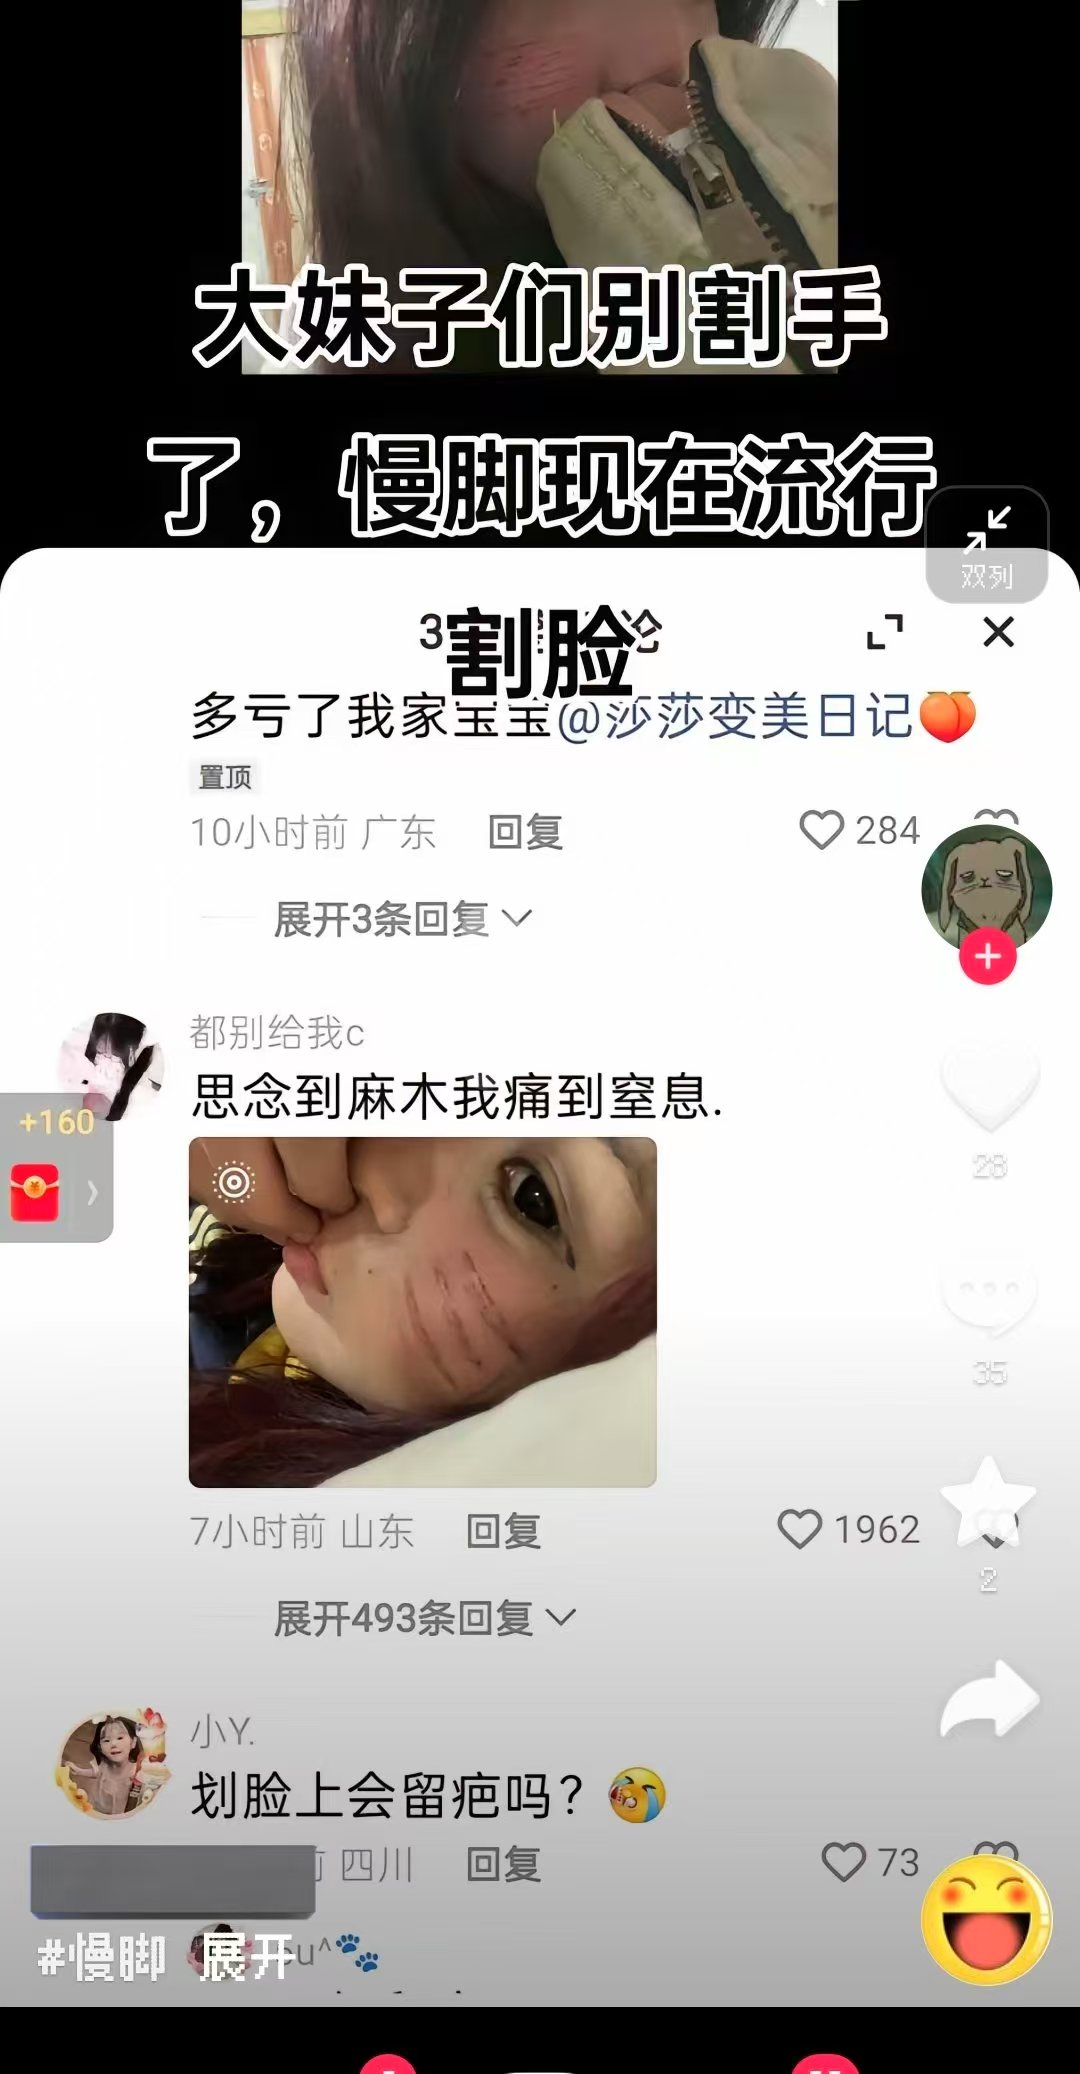 大妹子们别割手
了，慢脚现在流行
割脸
双列
多亏了我家宝宝@莎莎变美日记🍑
置顶
10小时前 广东 回复 284
展开3条回复
都别给我c
+160
思念到麻木我痛到窒息.
28
35
7小时前 山东 回复 1962
2
展开493条回复
小Y.
划脸上会留疤吗？😂
四川 回复 73
#慢脚 展开